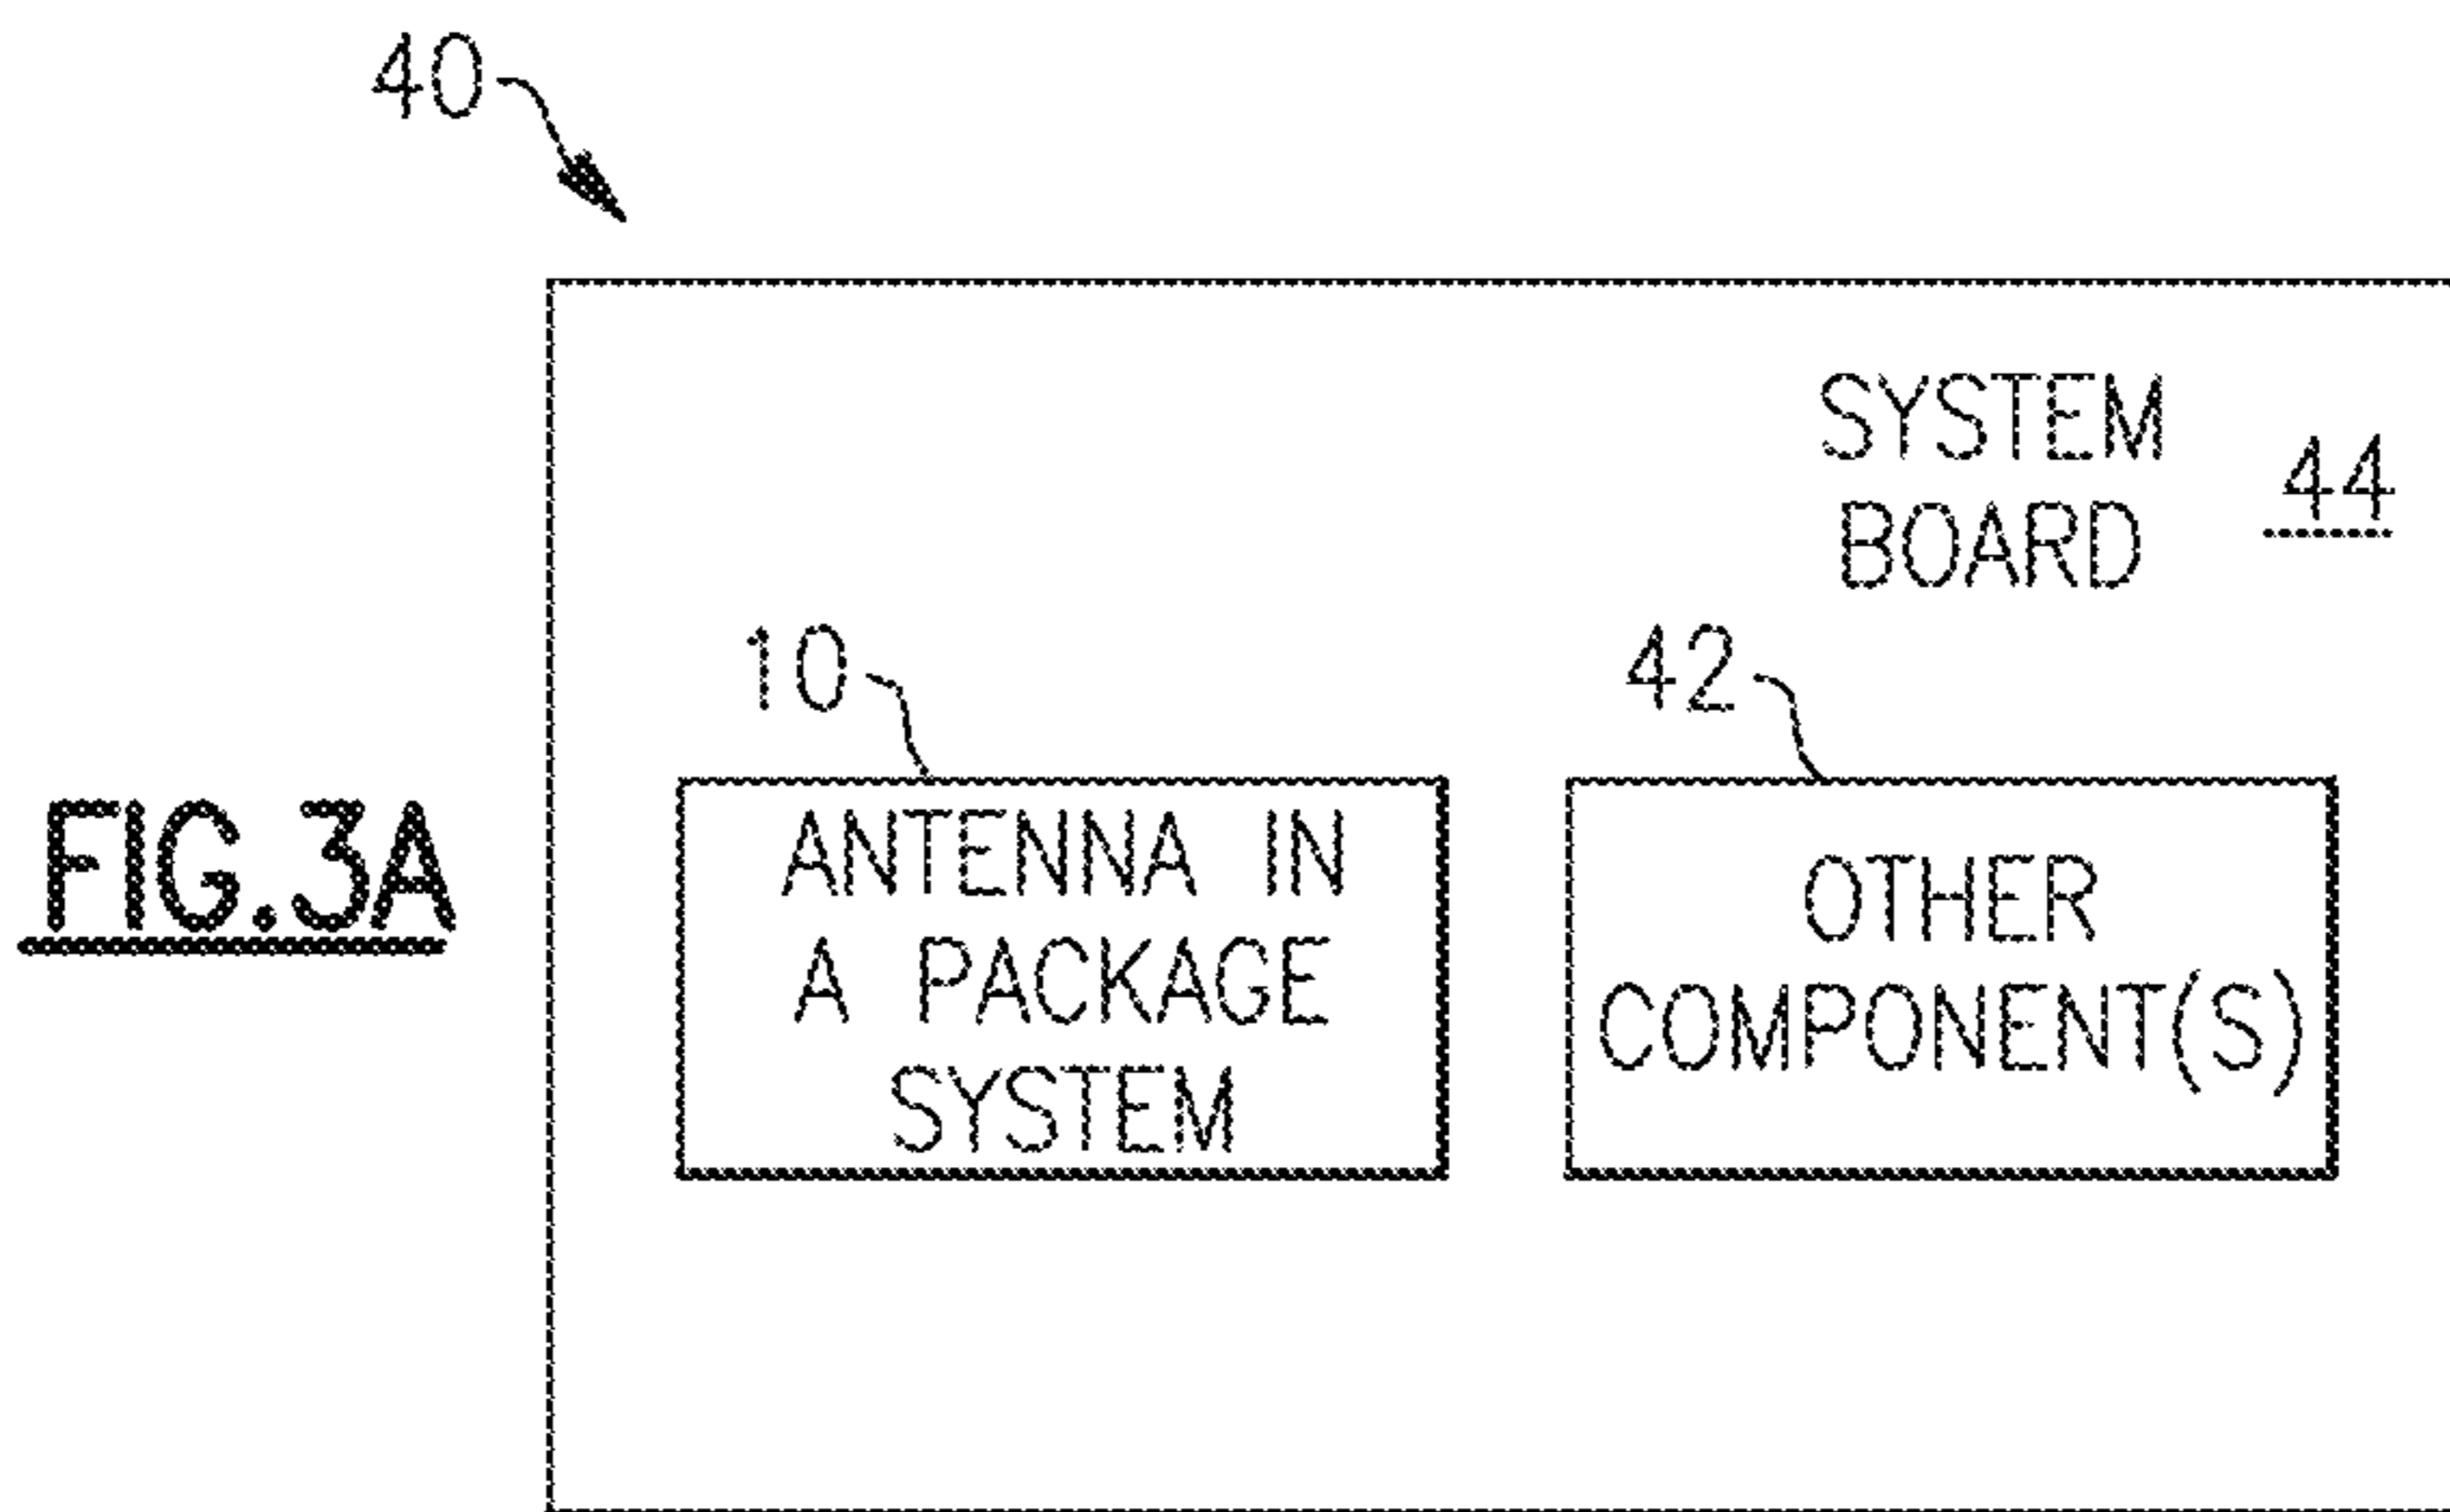 40
SYSTEM
BOARD
44
10
42
ANTENNA IN
A PACKAGE
SYSTEM
OTHER
COMPONENT(S)
FIG.3A